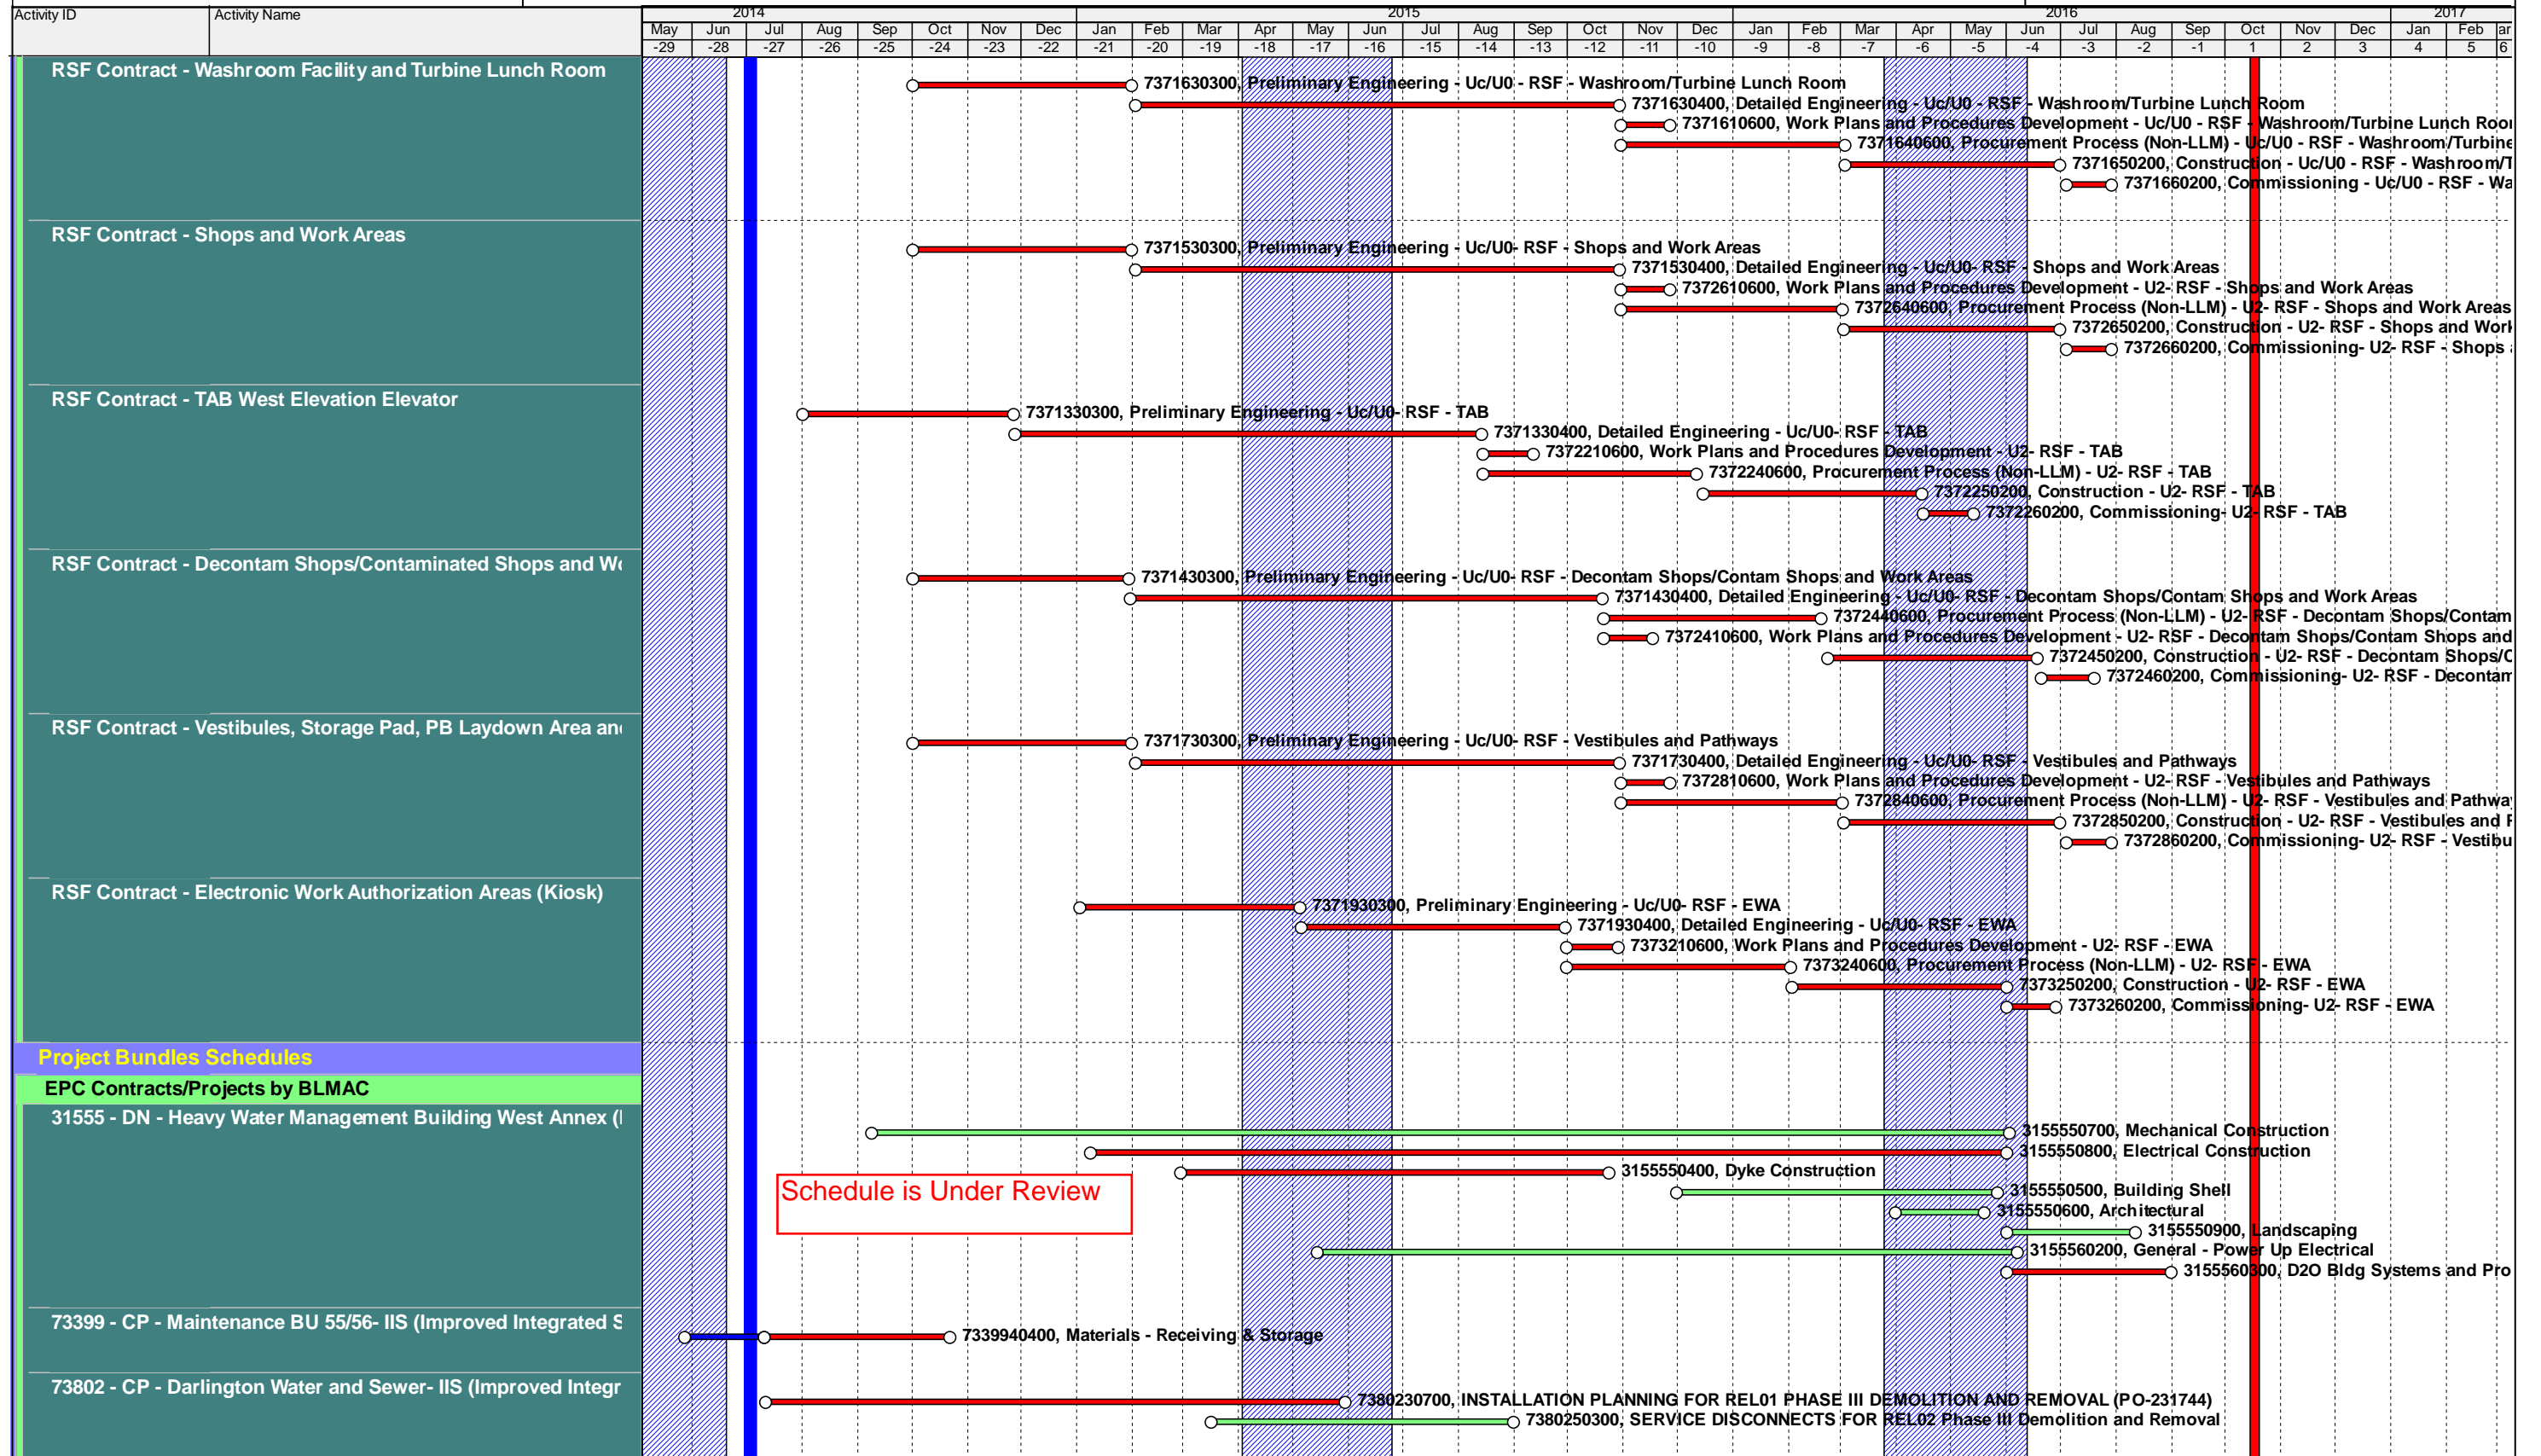 Activity ID Activity Name 2014 2015 2016 2017
May Jun Jul Aug Sep Oct Nov Dec Jan Feb Mar Apr May Jun Jul Aug Sep Oct Nov Dec Jan Feb Mar Apr May Jun Jul Aug Sep Oct Nov Dec Jan Feb ar
-29 -28 -27 -26 -25 -24 -23 -22 -21 -20 -19 -18 -17 -16 -15 -14 -13 -12 -11 -10 -9 -8 -7 -6 -5 -4 -3 -2 -1 1 2 3 4 5 6
RSF Contract - Washroom Facility and Turbine Lunch Room
7371630300, Preliminary Engineering - Uc/U0 - RSF - Washroom/Turbine Lunch Room
7371630400, Detailed Engineering - Uc/U0 - RSF - Washroom/Turbine Lunch Room
7371610600, Work Plans and Procedures Development - Uc/U0 - RSF - Washroom/Turbine Lunch Roo
7371640600, Procurement Process (Non-LLM) - Uc/U0 - RSF - Washroom/Turbine
7371650200, Construction - Uc/U0 - RSF - Washroom/T
7371660200, Commissioning - Uc/U0 - RSF - Wa
RSF Contract - Shops and Work Areas
7371530300, Preliminary Engineering - Uc/U0- RSF - Shops and Work Areas
7371530400, Detailed Engineering - Uc/U0- RSF - Shops and Work Areas
7372610600, Work Plans and Procedures Development - U2- RSF - Shops and Work Areas
7372640600, Procurement Process (Non-LLM) - U2- RSF - Shops and Work Areas
7372650200, Construction - U2- RSF - Shops and Work
7372660200, Commissioning- U2- RSF - Shops
RSF Contract - TAB West Elevation Elevator
7371330300, Preliminary Engineering - Uc/U0- RSF - TAB
7371330400, Detailed Engineering - Uc/U0- RSF - TAB
7372210600, Work Plans and Procedures Development - U2- RSF - TAB
7372240600, Procurement Process (Non-LLM) - U2- RSF - TAB
7372250200, Construction - U2- RSF - TAB
7372260200, Commissioning- U2- RSF - TAB
RSF Contract - Decontam Shops/Contaminated Shops and Wo
7371430300, Preliminary Engineering - Uc/U0- RSF - Decontam Shops/Contam Shops and Work Areas
7371430400, Detailed Engineering - Uc/U0- RSF - Decontam Shops/Contam Shops and Work Areas
7372440600, Procurement Process (Non-LLM) - U2- RSF - Decontam Shops/Contam
7372410600, Work Plans and Procedures Development - U2- RSF - Decontam Shops/Contam Shops and
7372450200, Construction - U2- RSF - Decontam Shops/C
7372460200, Commissioning- U2- RSF - Decontam
RSF Contract - Vestibules, Storage Pad, PB Laydown Area and
7371730300, Preliminary Engineering - Uc/U0- RSF - Vestibules and Pathways
7371730400, Detailed Engineering - Uc/U0- RSF - Vestibules and Pathways
7372810600, Work Plans and Procedures Development - U2- RSF - Vestibules and Pathways
7372840600, Procurement Process (Non-LLM) - U2- RSF - Vestibules and Pathway
7372850200, Construction - U2- RSF - Vestibules and P
7372860200, Commissioning- U2- RSF - Vestibu
RSF Contract - Electronic Work Authorization Areas (Kiosk)
7371930300, Preliminary Engineering - Uc/U0- RSF - EWA
7371930400, Detailed Engineering - Uc/U0- RSF - EWA
7373210600, Work Plans and Procedures Development - U2- RSF - EWA
7373240600, Procurement Process (Non-LLM) - U2- RSF - EWA
7373250200, Construction - U2- RSF - EWA
7373260200, Commissioning- U2- RSF - EWA
Project Bundles Schedules
EPC Contracts/Projects by BLMAC
31555 - DN - Heavy Water Management Building West Annex (
3155550700, Mechanical Construction
3155550800, Electrical Construction
3155550400, Dyke Construction
Schedule is Under Review
3155550500, Building Shell
3155550600, Architectural
3155550900, Landscaping
3155560200, General - Power Up Electrical
3155560300, D2O Bldg Systems and Pro
73399 - CP - Maintenance BU 55/56- IIS (Improved Integrated S
7339940400, Materials - Receiving & Storage
73802 - CP - Darlington Water and Sewer- IIS (Improved Integr
7380230700, INSTALLATION PLANNING FOR REL01 PHASE III DEMOLITION AND REMOVAL (PO-231744)
7380250300, SERVICE DISCONNECTS FOR REL02 Phase III Demolition and Removal